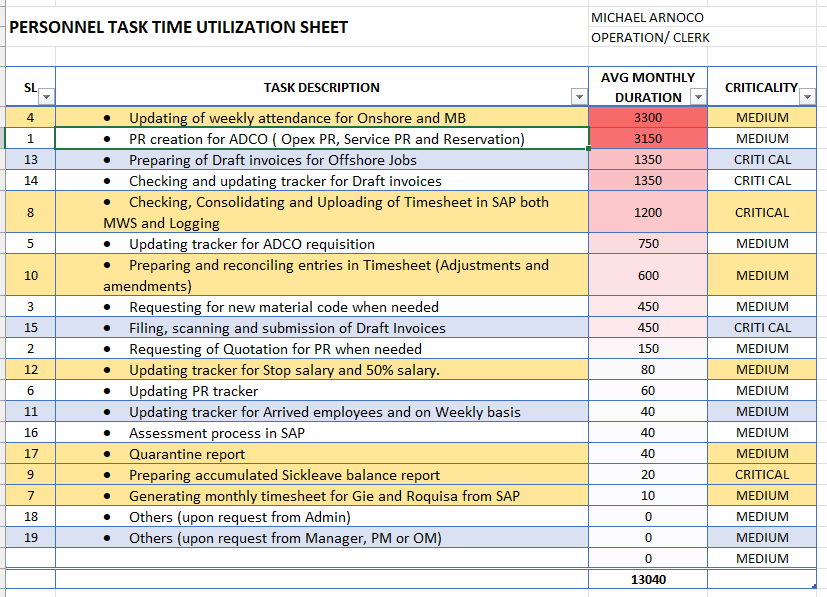 PERSONNEL TASK TIME UTILIZATION SHEET
MICHAEL ARNOCO
OPERATION/ CLERK
SL TASK DESCRIPTION AVG MONTHLY DURATION CRITICALITY
4 • Updating of weekly attendance for Onshore and MB 3300 MEDIUM
1 • PR creation for ADCO ( Opex PR, Service PR and Reservation) 3150 MEDIUM
13 • Preparing of Draft invoices for Offshore Jobs 1350 CRITI CAL
14 • Checking and updating tracker for Draft invoices 1350 CRITI CAL
8 • Checking, Consolidating and Uploading of Timesheet in SAP both
MWS and Logging 1200 CRITICAL
5 • Updating tracker for ADCO requisition 750 MEDIUM
10 • Preparing and reconciling entries in Timesheet (Adjustments and
amendments) 600 MEDIUM
3 • Requesting for new material code when needed 450 MEDIUM
15 • Filing, scanning and submission of Draft Invoices 450 CRITI CAL
2 • Requesting of Quotation for PR when needed 150 MEDIUM
12 • Updating tracker for Stop salary and 50% salary. 80 MEDIUM
6 • Updating PR tracker 60 MEDIUM
11 • Updating tracker for Arrived employees and on Weekly basis 40 MEDIUM
16 • Assessment process in SAP 40 MEDIUM
17 • Quarantine report 40 MEDIUM
9 • Preparing accumulated Sickleave balance report 20 CRITICAL
7 • Generating monthly timesheet for Gie and Roquisa from SAP 10 MEDIUM
18 • Others (upon request from Admin) 0 MEDIUM
19 • Others (upon request from Manager, PM or OM) 0 MEDIUM
0 MEDIUM
13040